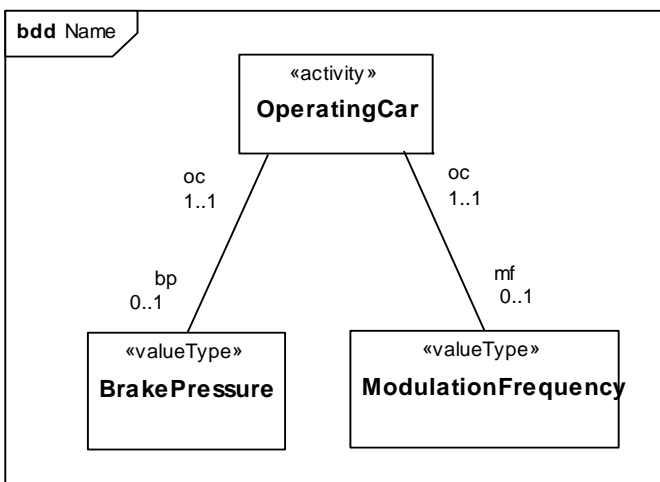 bdd Name
«activity»
OperatingCar
oc
1..1
oc
1..1
bp
0..1
mf
0..1
«valueType»
BrakePressure
«valueType»
ModulationFrequency